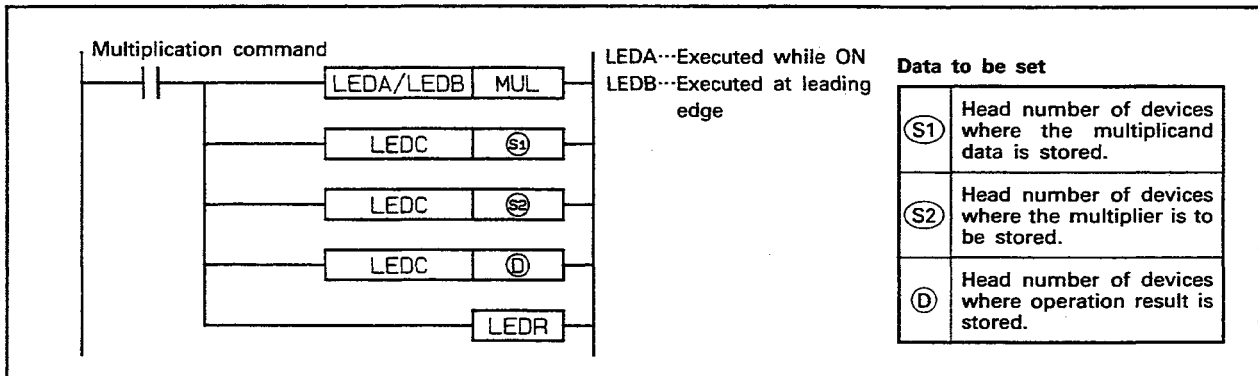 Multiplication command
LEDA/LEDB MUL
LEDC S1
LEDC S2
LEDC D
LEDR
LEDA···Executed while ON
LEDB···Executed at leading
edge
Data to be set
S1 Head number of devices
where the multiplicand
data is stored.
S2 Head number of devices
where the multiplier is to
be stored.
D Head number of devices
where operation result is
stored.